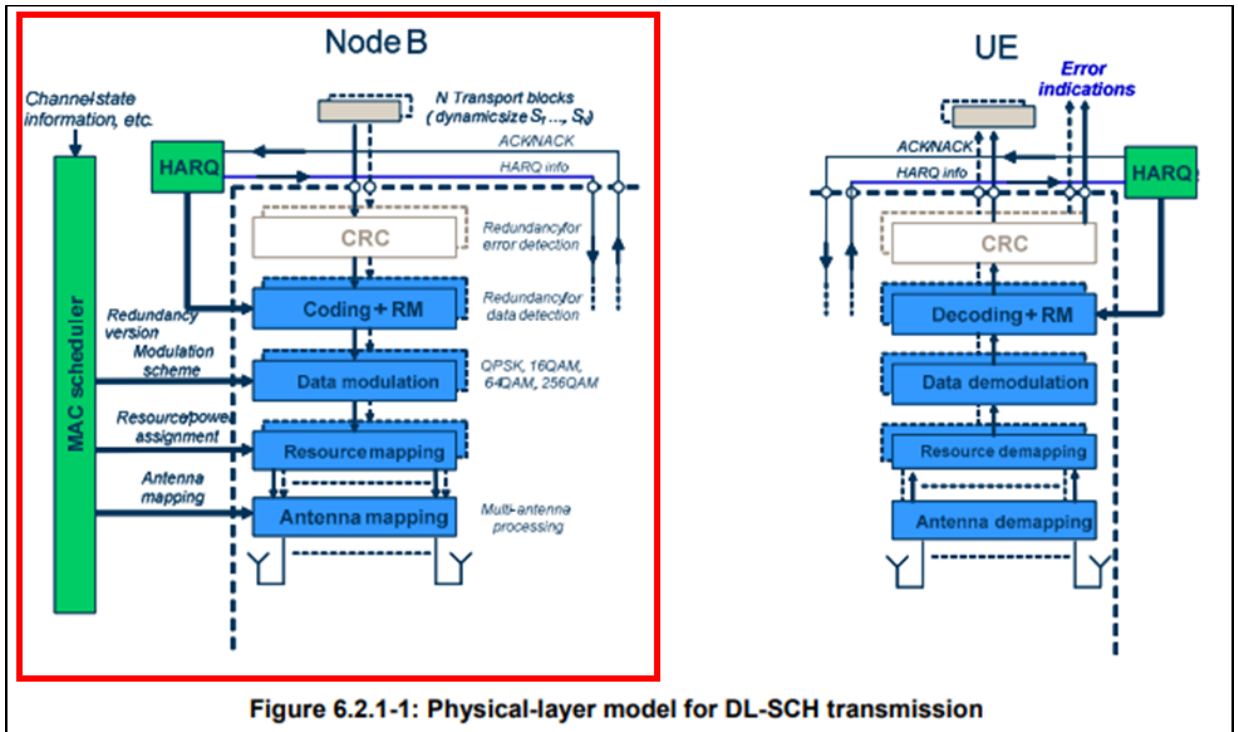 Node B
Channel-state
information, etc.
N Transport blocks
(dynamic size S1 ..., SN)
ACK/NACK
HARQ
HARQ info
CRC
Redundancy for
error detection
Coding + RM
Redundancy for
data detection
Redundancy
version
Modulation
scheme
Data modulation
QPSK, 16QAM,
64QAM, 256QAM
MAC scheduler
Resource/power
assignment
Resource mapping
Antenna
mapping
Antenna mapping
Multi-antenna
processing
UE
Error
indications
ACK/NACK
HARQ info
HARQ
CRC
Decoding + RM
Data demodulation
Resource demapping
Antenna demapping
Figure 6.2.1-1: Physical-layer model for DL-SCH transmission